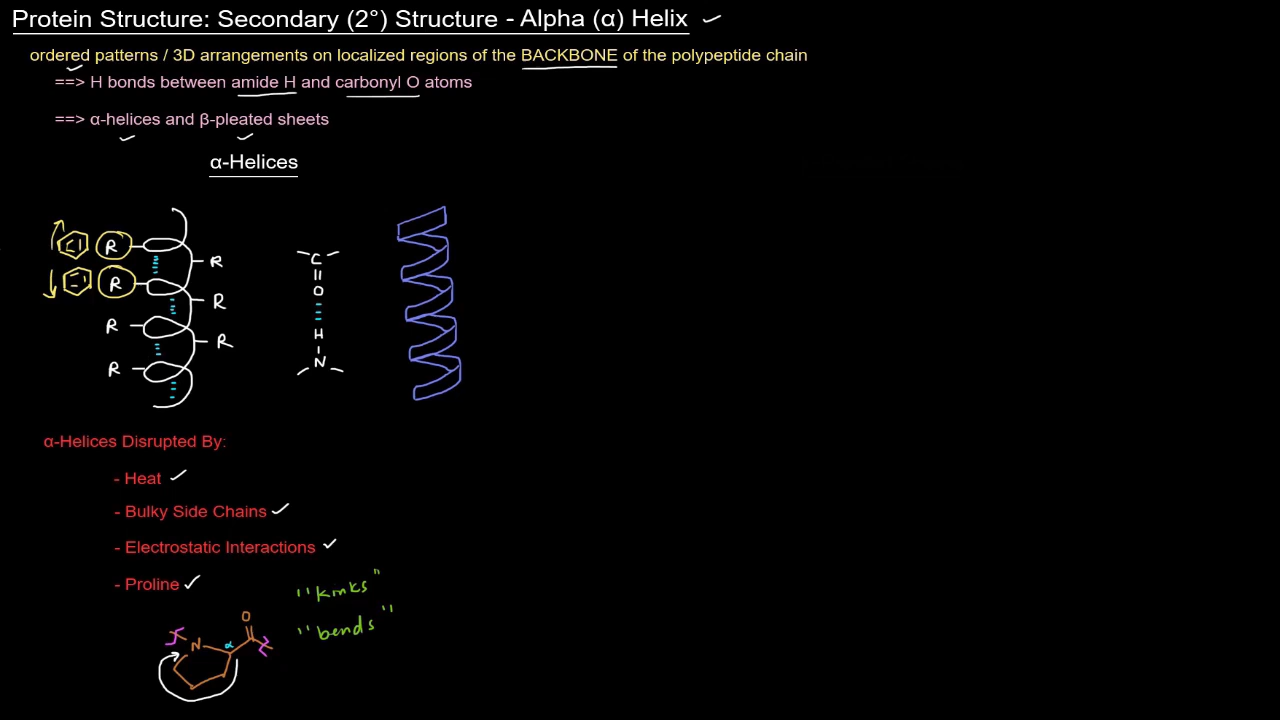 Protein Structure: Secondary (2°) Structure - Alpha (α) Helix
ordered patterns / 3D arrangements on localized regions of the BACKBONE of the polypeptide chain
==> H bonds between amide H and carbonyl O atoms
==> α-helices and β-pleated sheets
α-Helices
R
R
R
R
R
R
R
C
O
H
N
α-Helices Disrupted By:
- Heat
- Bulky Side Chains
- Electrostatic Interactions
- Proline
"kinks"
"bends"
O
N
α